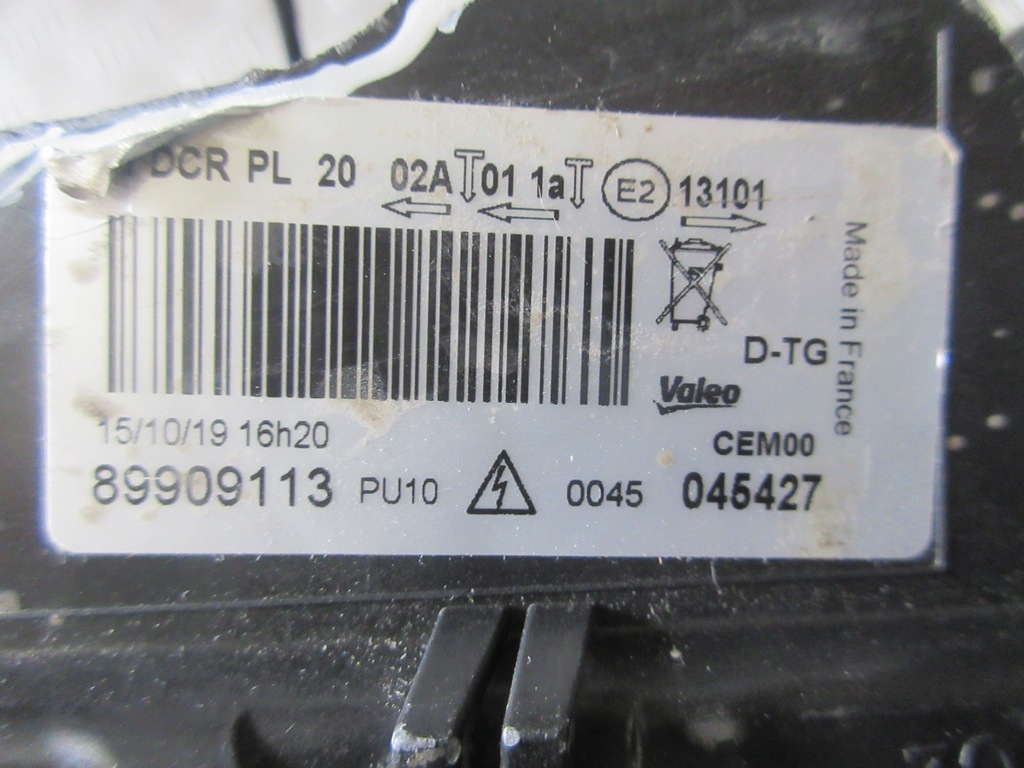 DCR PL 20 02A 01 1a E2 13101
Made in France
D-TG
Valeo
15/10/19 16h20
CEM00
89909113 PU10 0045 045427